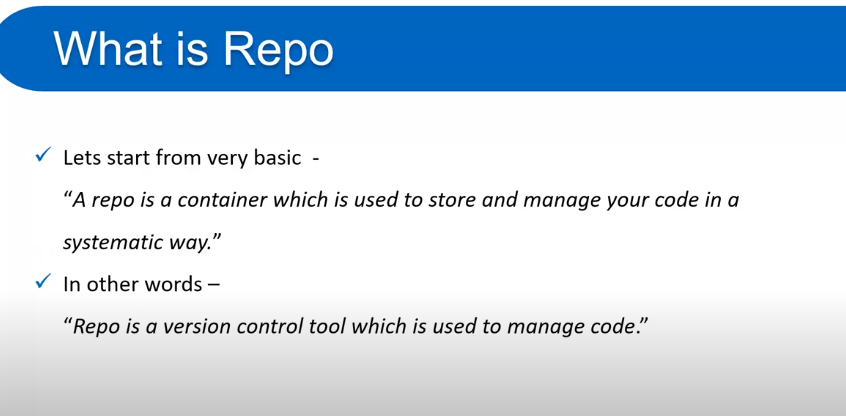 What is Repo
Lets start from very basic  -
“A repo is a container which is used to store and manage your code in a
systematic way.”
In other words –
“Repo is a version control tool which is used to manage code.”